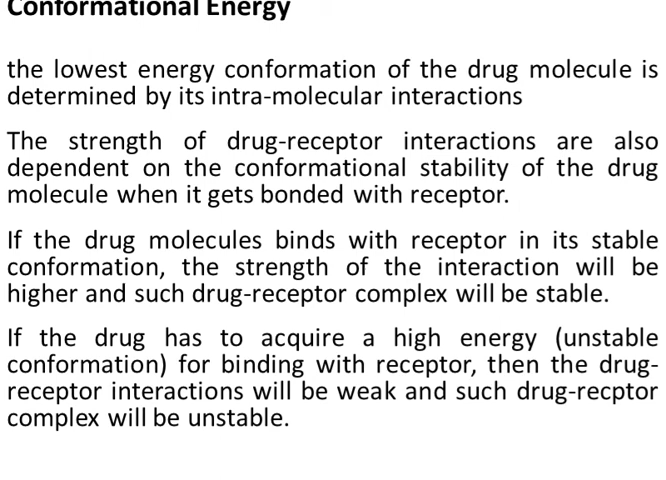 Conformational Energy
the lowest energy conformation of the drug molecule is
determined by its intra-molecular interactions
The strength of drug-receptor interactions are also
dependent on the conformational stability of the drug
molecule when it gets bonded with receptor.
If the drug molecules binds with receptor in its stable
conformation, the strength of the interaction will be
higher and such drug-receptor complex will be stable.
If the drug has to acquire a high energy (unstable
conformation) for binding with receptor, then the drug-
receptor interactions will be weak and such drug-recptor
complex will be unstable.